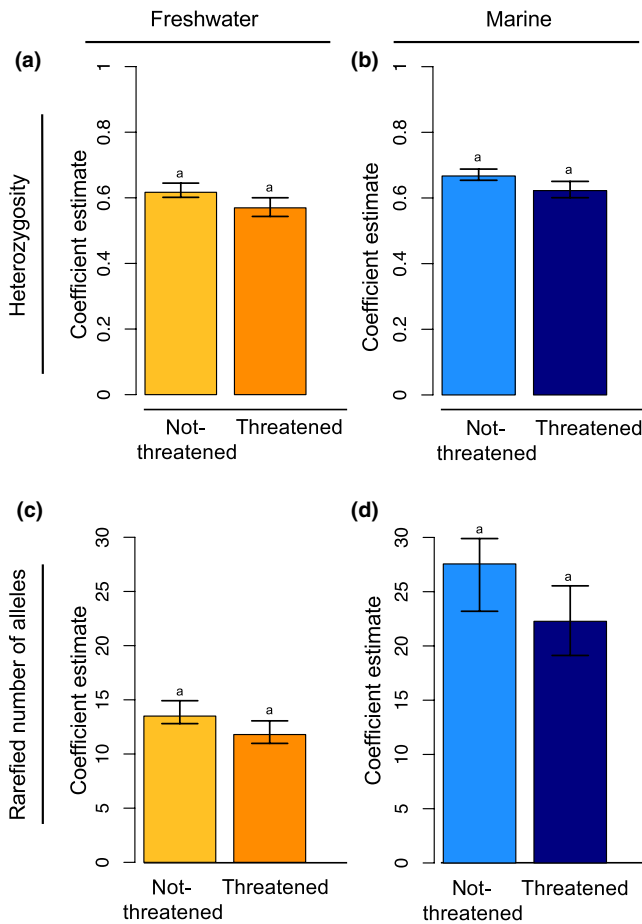 Freshwater
Marine
(a)
(b)
Heterozygosity
Coefficient estimate
0
0.2
0.4
0.6
0.8
1
a
a
Not-
threatened
Threatened
Coefficient estimate
0
0.2
0.4
0.6
0.8
1
a
a
Not-
threatened
Threatened
(c)
(d)
Rarefied number of alleles
Coefficient estimate
0
5
10
15
20
25
30
a
a
Not-
threatened
Threatened
Coefficient estimate
0
5
10
15
20
25
30
a
a
Not-
threatened
Threatened